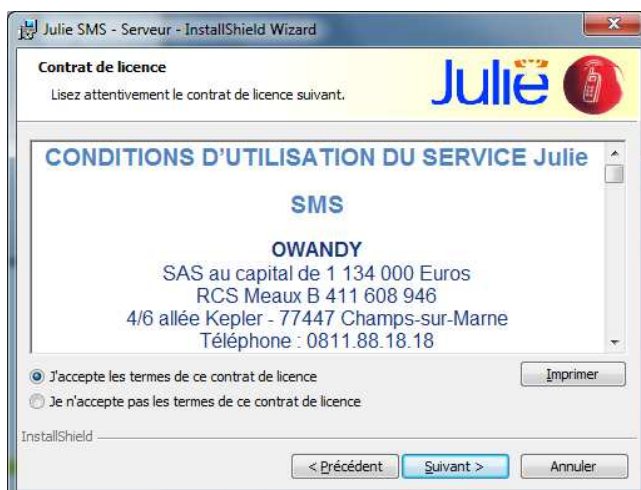 Julie SMS - Serveur - InstallShield Wizard
Contrat de licence
Lisez attentivement le contrat de licence suivant.
Julie
CONDITIONS D'UTILISATION DU SERVICE Julie
SMS
OWANDY
SAS au capital de 1 134 000 Euros
RCS Meaux B 411 608 946
4/6 allée Kepler - 77447 Champs-sur-Marne
Téléphone : 0811.88.18.18
J'accepte les termes de ce contrat de licence
Imprimer
Je n'accepte pas les termes de ce contrat de licence
InstallShield
< Précédent
Suivant >
Annuler